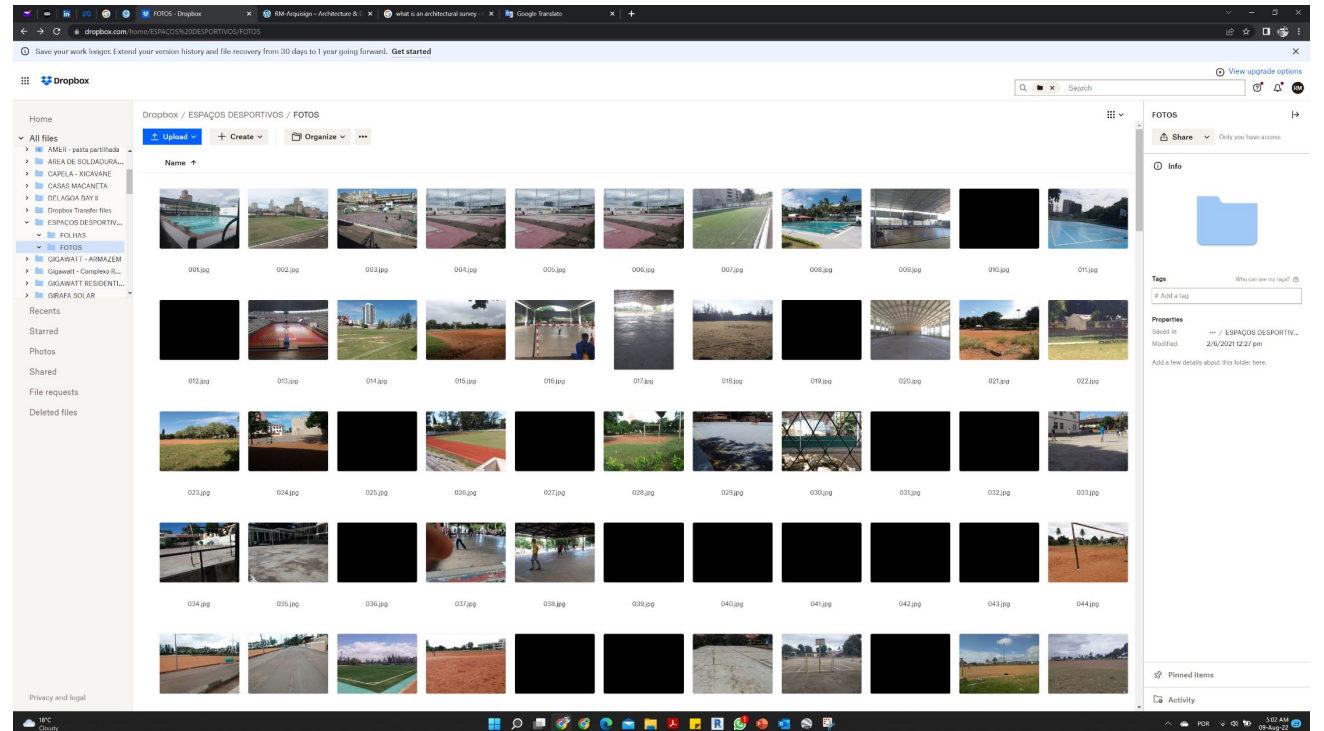 FOTOS - Dropbox
RM-Arquisign – Architecture & D
what is an architectural survey -
Google Translate
dropbox.com/home/ESPAÇOS%20DESPORTIVOS/FOTOS
Save your work longer. Extend your version history and file recovery from 30 days to 1 year going forward. Get started
View upgrade options
Dropbox
Search
RM
Home
All files
AMER - pasta partilhada
AREA DE SOLDADURA...
CAPELA - XICAVANE
CASAS MACANETA
DELAGOA BAY II
Dropbox Transfer files
ESPAÇOS DESPORTIV...
FOLHAS
FOTOS
GIGAWATT - ARMAZEM
Gigawatt - Complexo R...
GIGAWATT RESIDENTI...
GIRAFA SOLAR
Recents
Starred
Photos
Shared
File requests
Deleted files
Privacy and legal
Dropbox / ESPAÇOS DESPORTIVOS / FOTOS
Upload
Create
Organize
Name
001.jpg 002.jpg 003.jpg 004.jpg 005.jpg 006.jpg 007.jpg 008.jpg 009.jpg 010.jpg 011.jpg
012.jpg 013.jpg 014.jpg 015.jpg 016.jpg 017.jpg 018.jpg 019.jpg 020.jpg 021.jpg 022.jpg
023.jpg 024.jpg 025.jpg 026.jpg 027.jpg 028.jpg 029.jpg 030.jpg 031.jpg 032.jpg 033.jpg
034.jpg 035.jpg 036.jpg 037.jpg 038.jpg 039.jpg 040.jpg 041.jpg 042.jpg 043.jpg 044.jpg
FOTOS
Share
Only you have access
Info
Tags
Who can see my tags?
# Add a tag
Properties
Saved in ••• / ESPAÇOS DESPORTIV...
Modified 2/6/2021 12:27 pm
Add a few details about this folder here.
Pinned items
Activity
18°C
Cloudy
POR
5:02 AM
09-Aug-22